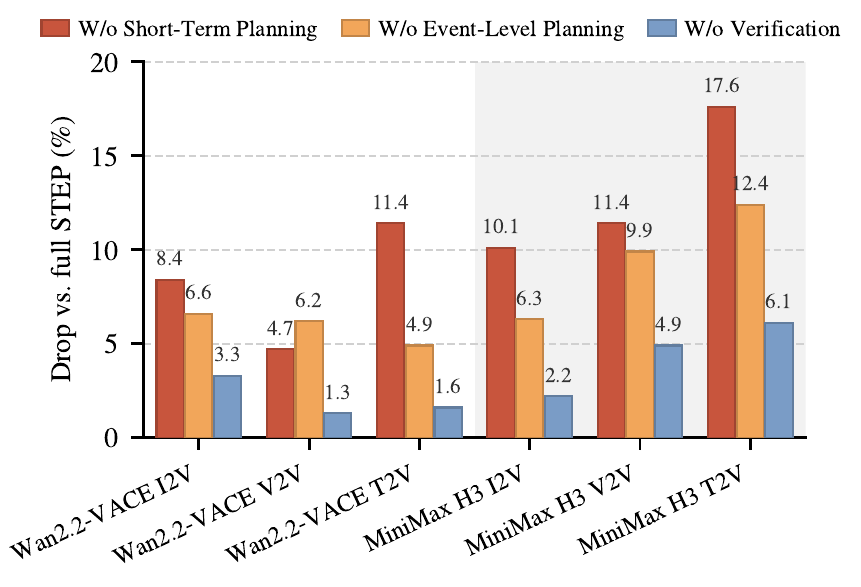 W/o Short-Term Planning W/o Event-Level Planning W/o Verification
Drop vs. full STEP (%)
20
15
10
5
0
8.4
6.6
3.3
4.7
6.2
1.3
11.4
4.9
1.6
10.1
6.3
2.2
11.4
9.9
4.9
17.6
12.4
6.1
Wan2.2-VACE I2V
Wan2.2-VACE V2V
Wan2.2-VACE T2V
MiniMax H3 I2V
MiniMax H3 V2V
MiniMax H3 T2V